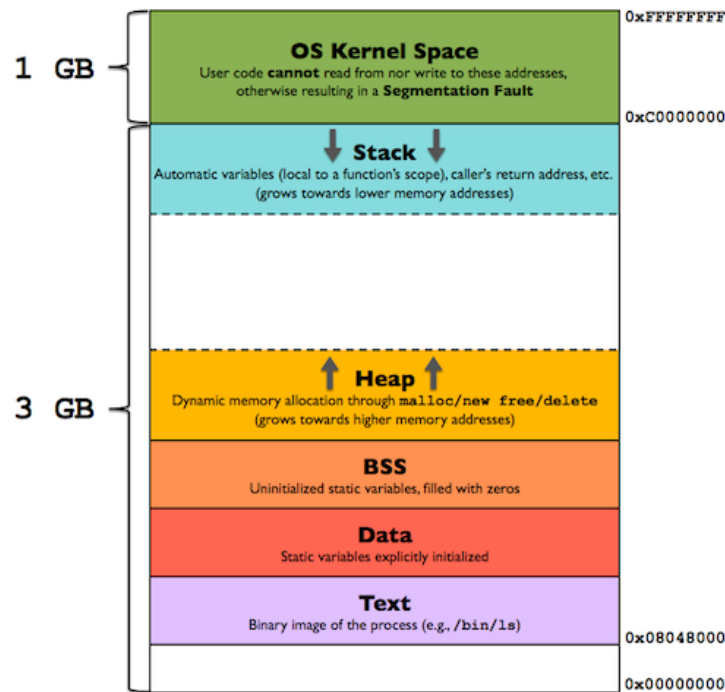 0xFFFFFFFF
1 GB
OS Kernel Space
User code cannot read from nor write to these addresses,
otherwise resulting in a Segmentation Fault
0xC0000000
Stack
Automatic variables (local to a function's scope), caller's return address, etc.
(grows towards lower memory addresses)
3 GB
Heap
Dynamic memory allocation through malloc/new free/delete
(grows towards higher memory addresses)
BSS
Uninitialized static variables, filled with zeros
Data
Static variables explicitly initialized
Text
Binary image of the process (e.g., /bin/ls)
0x08048000
0x00000000